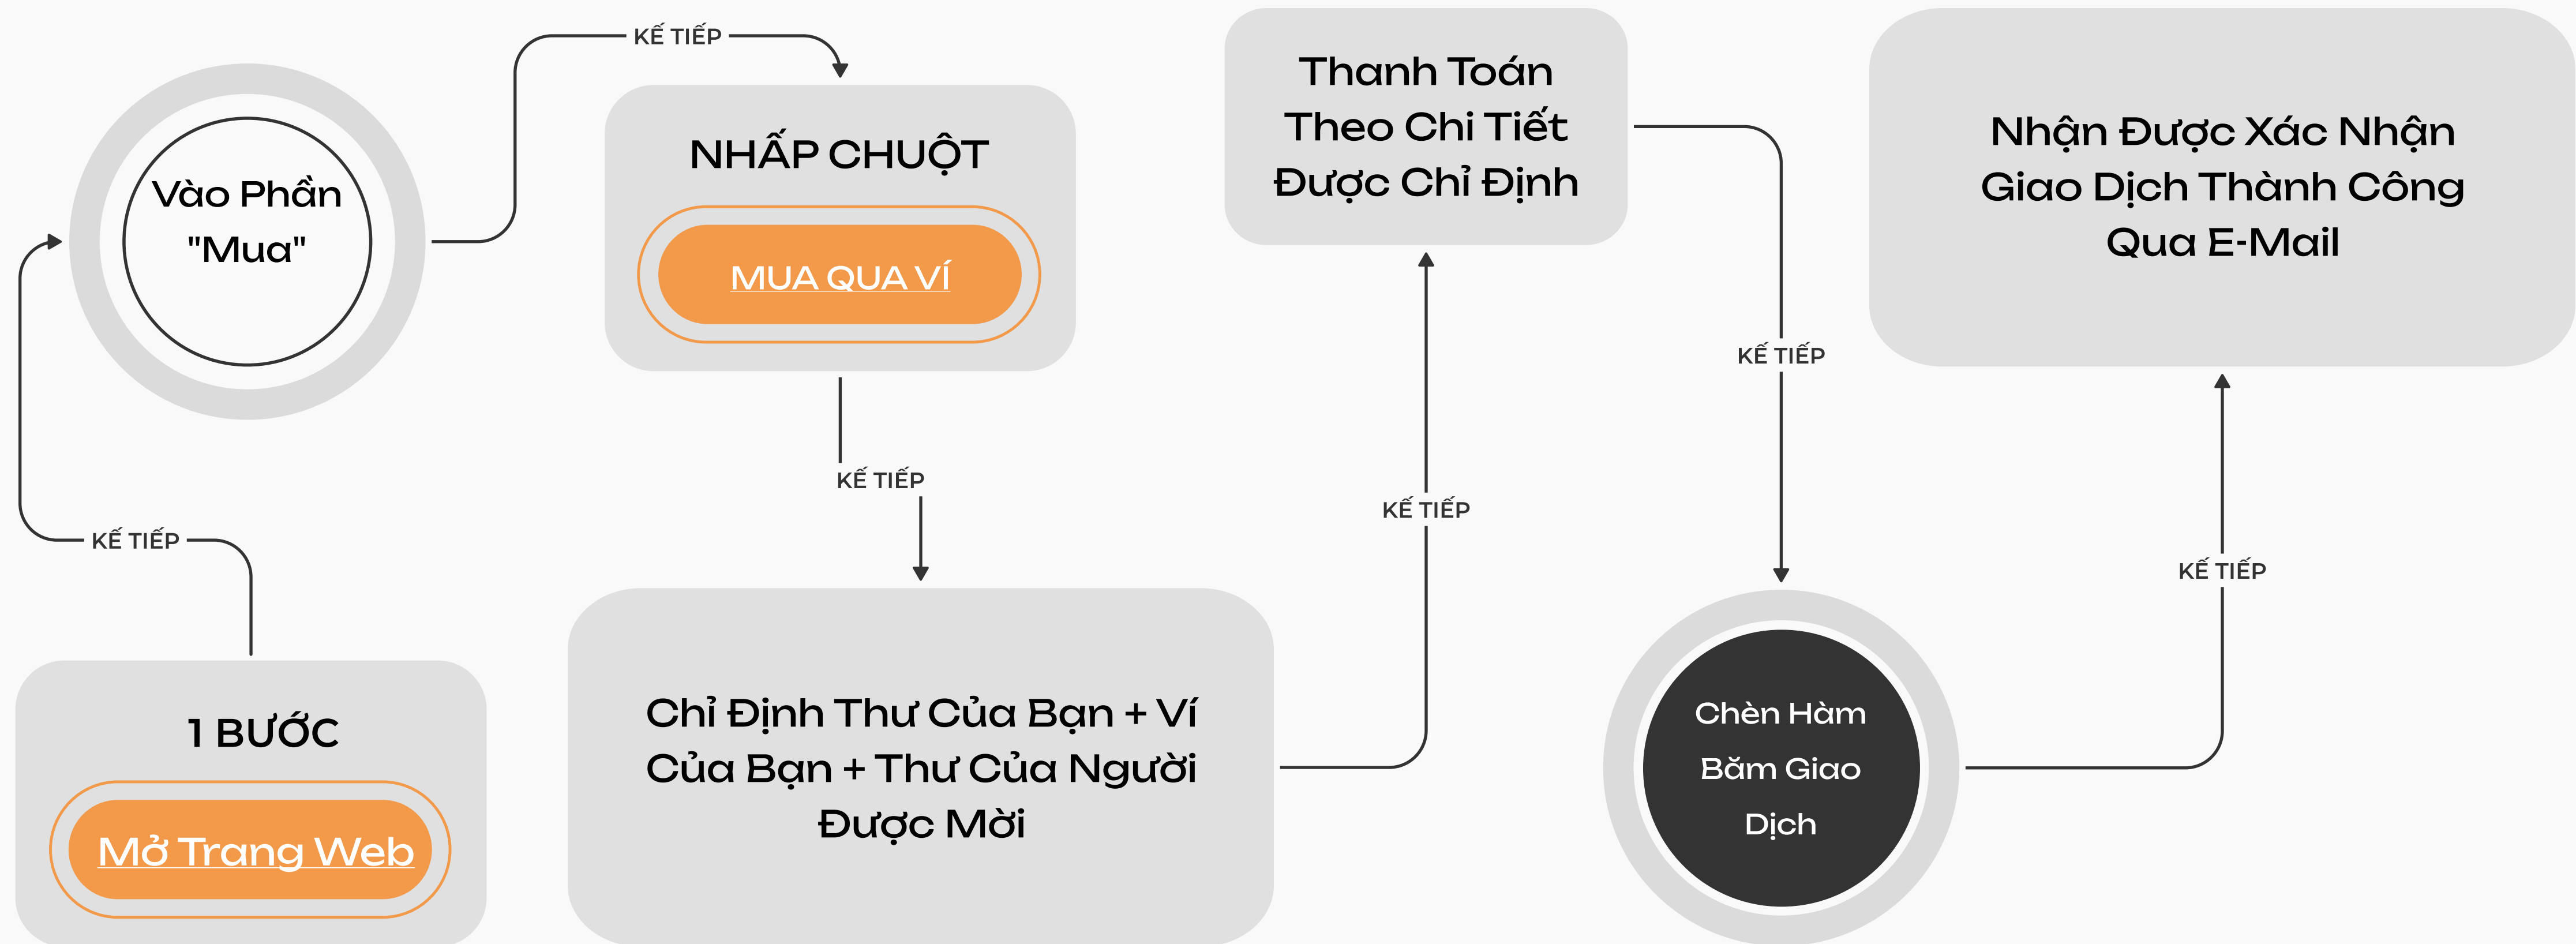 1 BƯỚC
Mở Trang Web
KẾ TIẾP
Vào Phần
"Mua"
KẾ TIẾP
NHẤP CHUỘT
MUA QUA VÍ
KẾ TIẾP
Chỉ Định Thư Của Bạn + Ví
Của Bạn + Thư Của Người
Được Mời
KẾ TIẾP
Thanh Toán
Theo Chi Tiết
Được Chỉ Định
KẾ TIẾP
Chèn Hàm
Băm Giao
Dịch
KẾ TIẾP
Nhận Được Xác Nhận
Giao Dịch Thành Công
Qua E-Mail